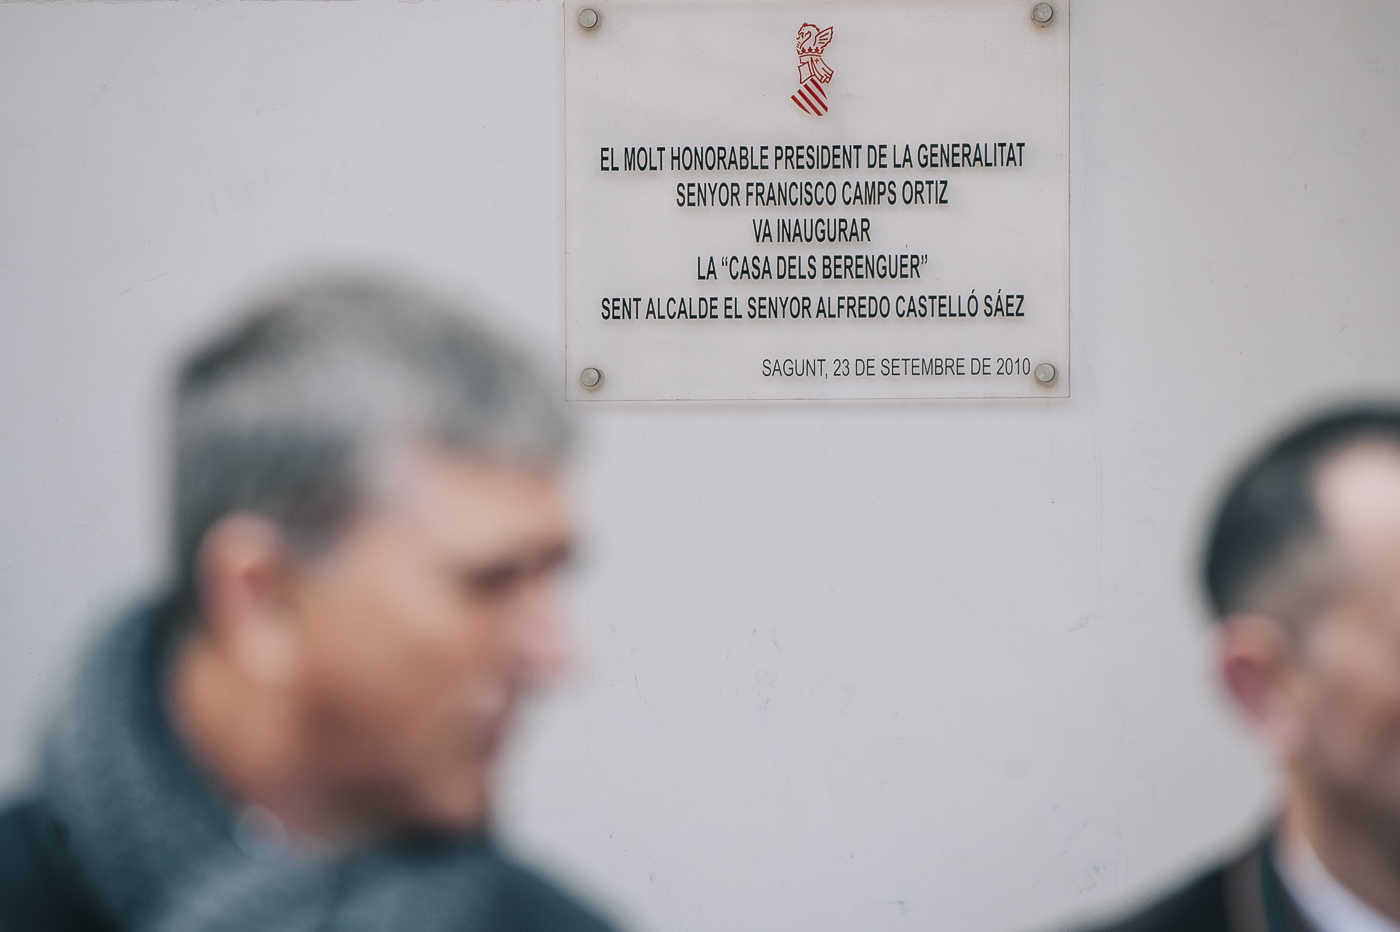 EL MOLT HONORABLE PRESIDENT DE LA GENERALITAT
SENYOR FRANCISCO CAMPS ORTIZ
VA INAUGURAR
LA “CASA DELS BERENGUER”
SENT ALCALDE EL SENYOR ALFREDO CASTELLÓ SÁEZ
SAGUNT, 23 DE SETEMBRE DE 2010